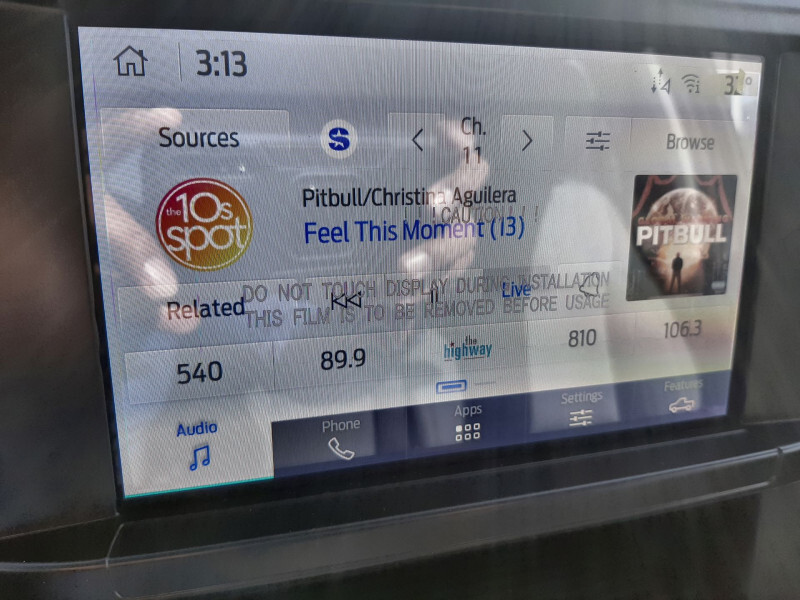 3:13
Sources
S
Ch.
11
Browse
the
10s
spot
Pitbull/Christina Aguilera
Feel This Moment (13)
PITBULL
! CAUTION ! ! !
DO NOT TOUCH DISPLAY DURING INSTALLATION
THIS FILM IS TO BE REMOVED BEFORE USAGE
Related
Live
540
89.9
the
highway
810
106.3
Audio
Phone
Apps
Settings
Features